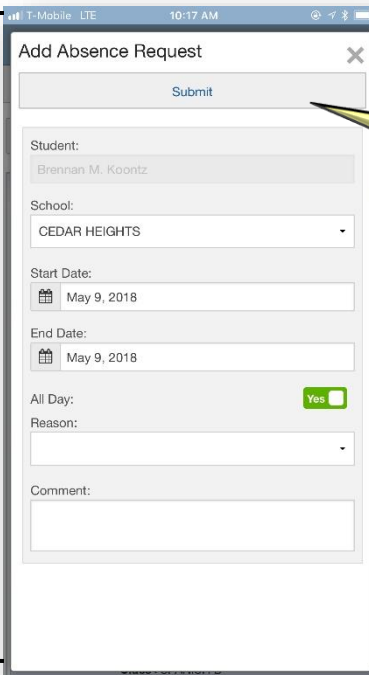 T-Mobile LTE 10:17 AM
Add Absence Request
Submit
Student:
Brennan M. Koontz
School:
CEDAR HEIGHTS
Start Date:
May 9, 2018
End Date:
May 9, 2018
All Day: Yes
Reason:
Comment: